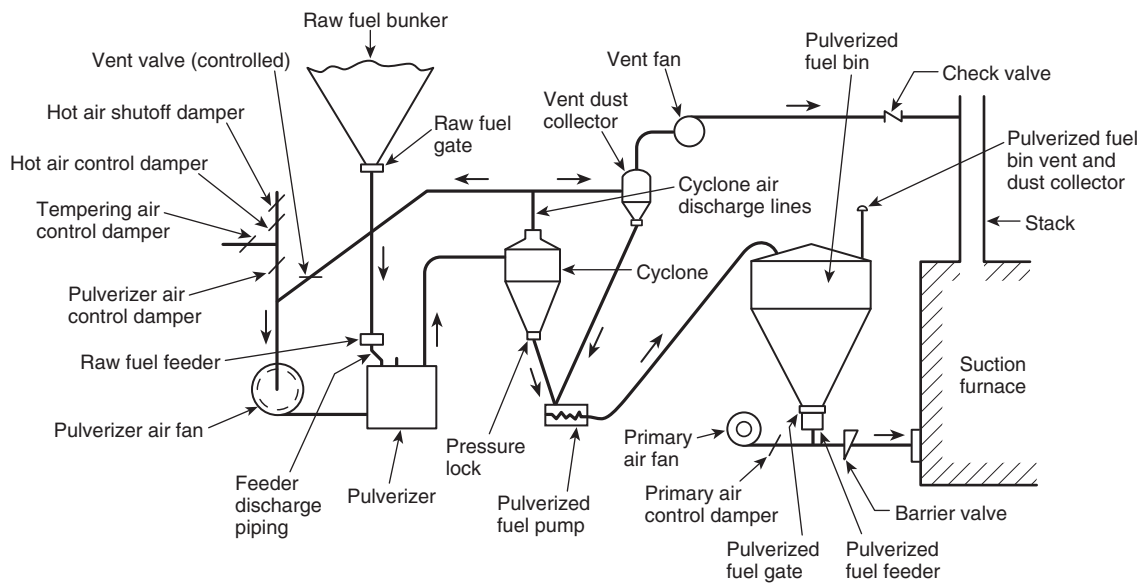 Raw fuel bunker
Vent valve (controlled)
Hot air shutoff damper
Hot air control damper
Tempering air
control damper
Pulverizer air
control damper
Raw fuel feeder
Pulverizer air fan
Feeder
discharge
piping
Pulverizer
Raw fuel
gate
Vent dust
collector
Vent fan
Cyclone air
discharge lines
Cyclone
Pressure
lock
Pulverized
fuel pump
Pulverized
fuel bin
Check valve
Pulverized fuel
bin vent and
dust collector
Stack
Suction
furnace
Primary
air fan
Primary air
control damper
Pulverized
fuel gate
Pulverized
fuel feeder
Barrier valve